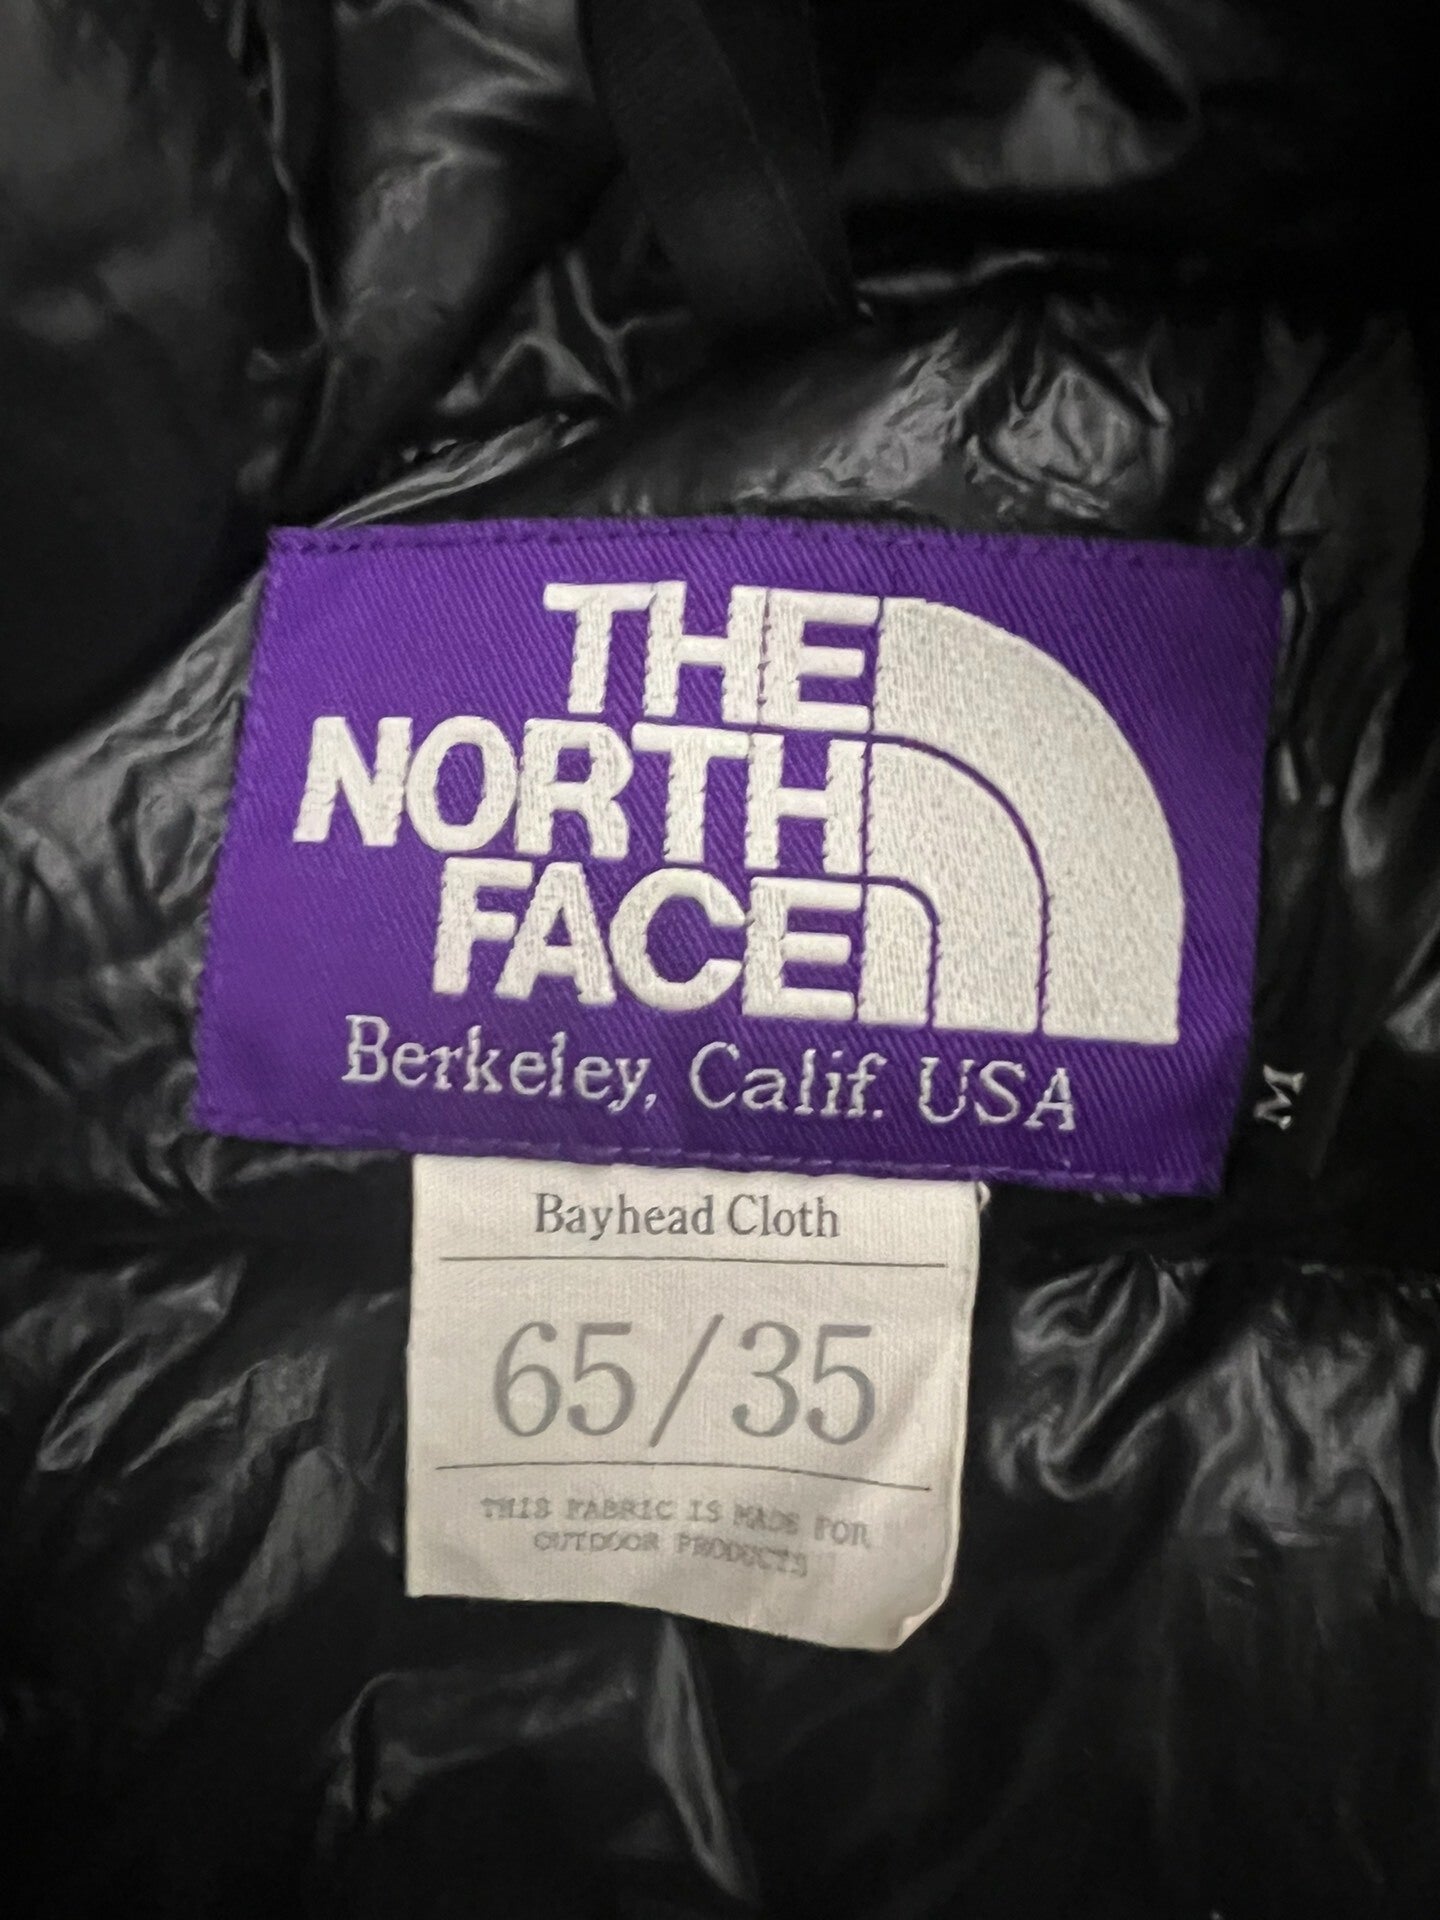 THE
NORTH
FACE
Berkeley, Calif. USA
M
Bayhead Cloth
65/35
THIS FABRIC IS MADE FOR
OUTDOOR PRODUCTS